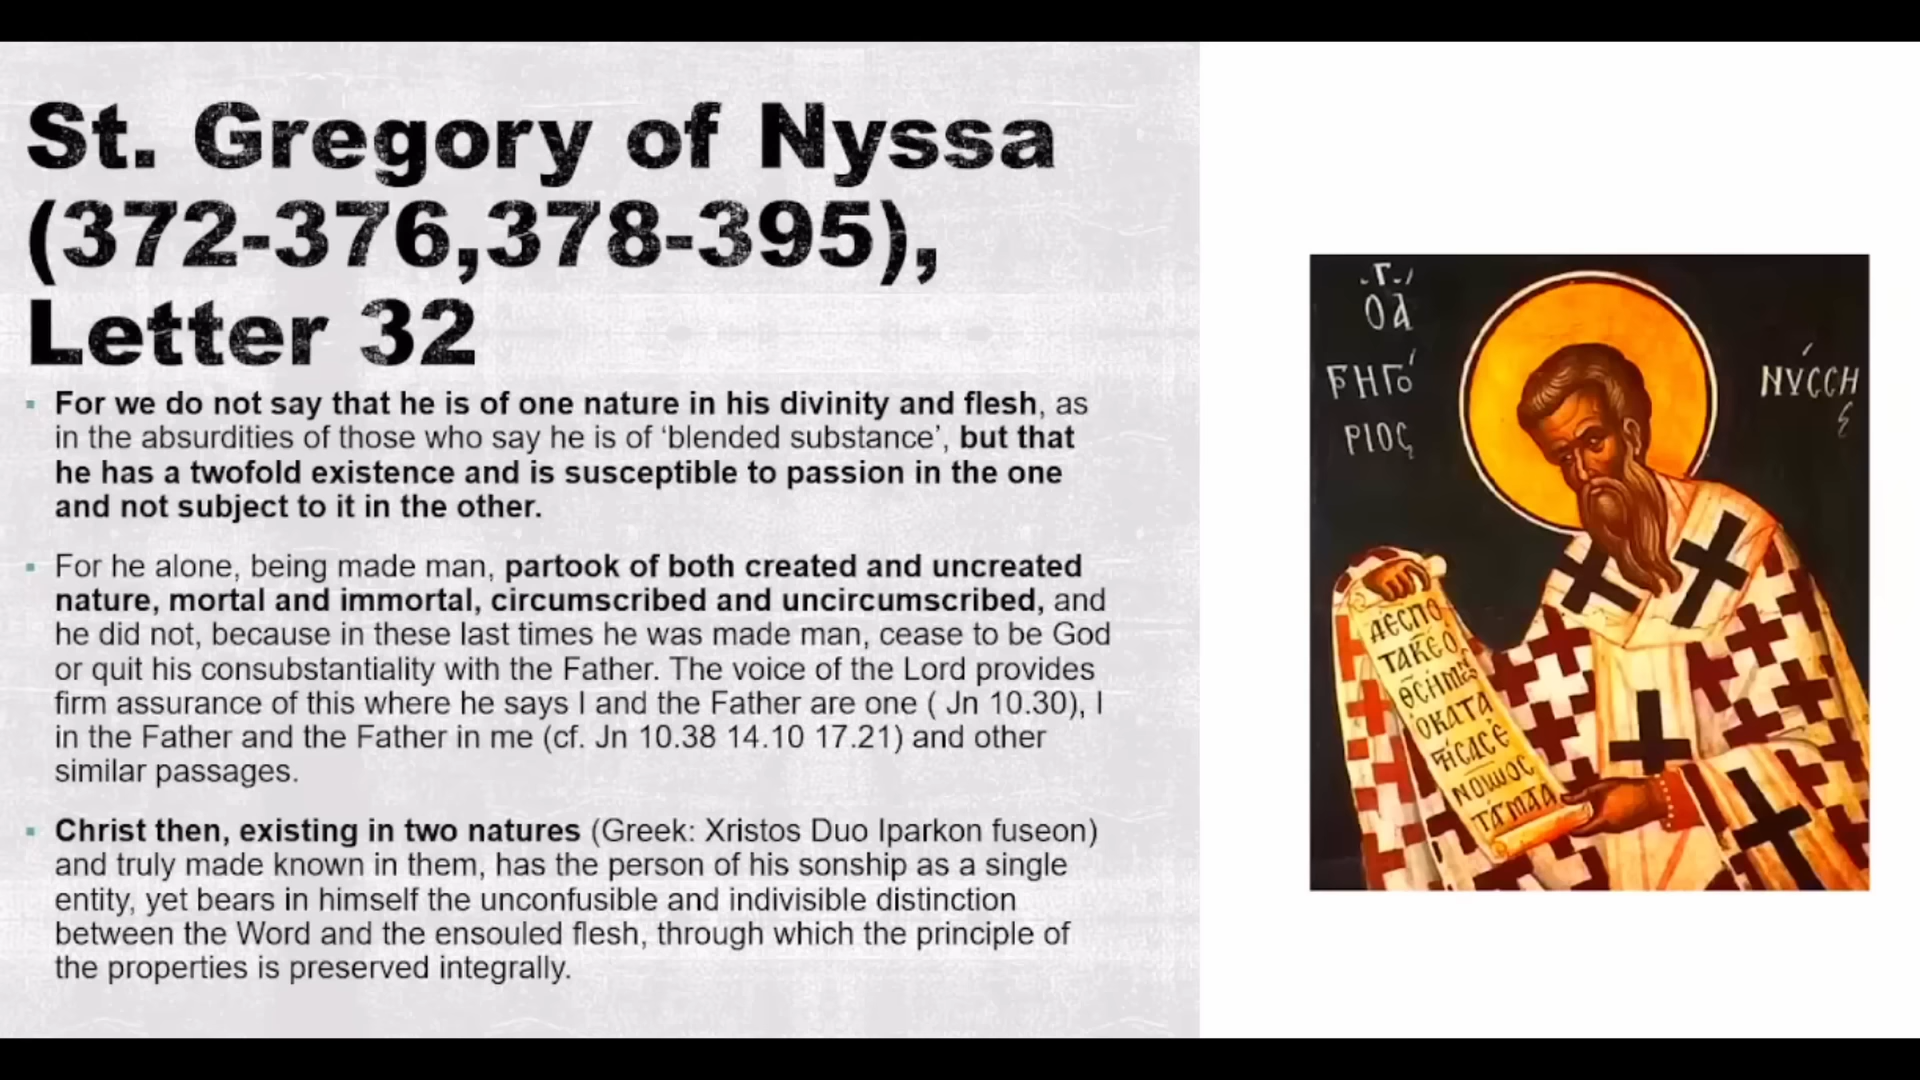 St. Gregory of Nyssa
(372-376,378-395),
Letter 32
▪ For we do not say that he is of one nature in his divinity and flesh, as
in the absurdities of those who say he is of ‘blended substance’, but that
he has a twofold existence and is susceptible to passion in the one
and not subject to it in the other.
▪ For he alone, being made man, partook of both created and uncreated
nature, mortal and immortal, circumscribed and uncircumscribed, and
he did not, because in these last times he was made man, cease to be God
or quit his consubstantiality with the Father. The voice of the Lord provides
firm assurance of this where he says I and the Father are one ( Jn 10.30), I
in the Father and the Father in me (cf. Jn 10.38 14.10 17.21) and other
similar passages.
▪ Christ then, existing in two natures (Greek: Xristos Duo Iparkon fuseon)
and truly made known in them, has the person of his sonship as a single
entity, yet bears in himself the unconfusible and indivisible distinction
between the Word and the ensouled flesh, through which the principle of
the properties is preserved integrally.
ΡΙΟς
ΝΥССΗ
ς
ΔΕСΠΟ
ΤΑΚΕΟ
ΟΚΑΤΑ
ΤΑΓΜΑΤΑ